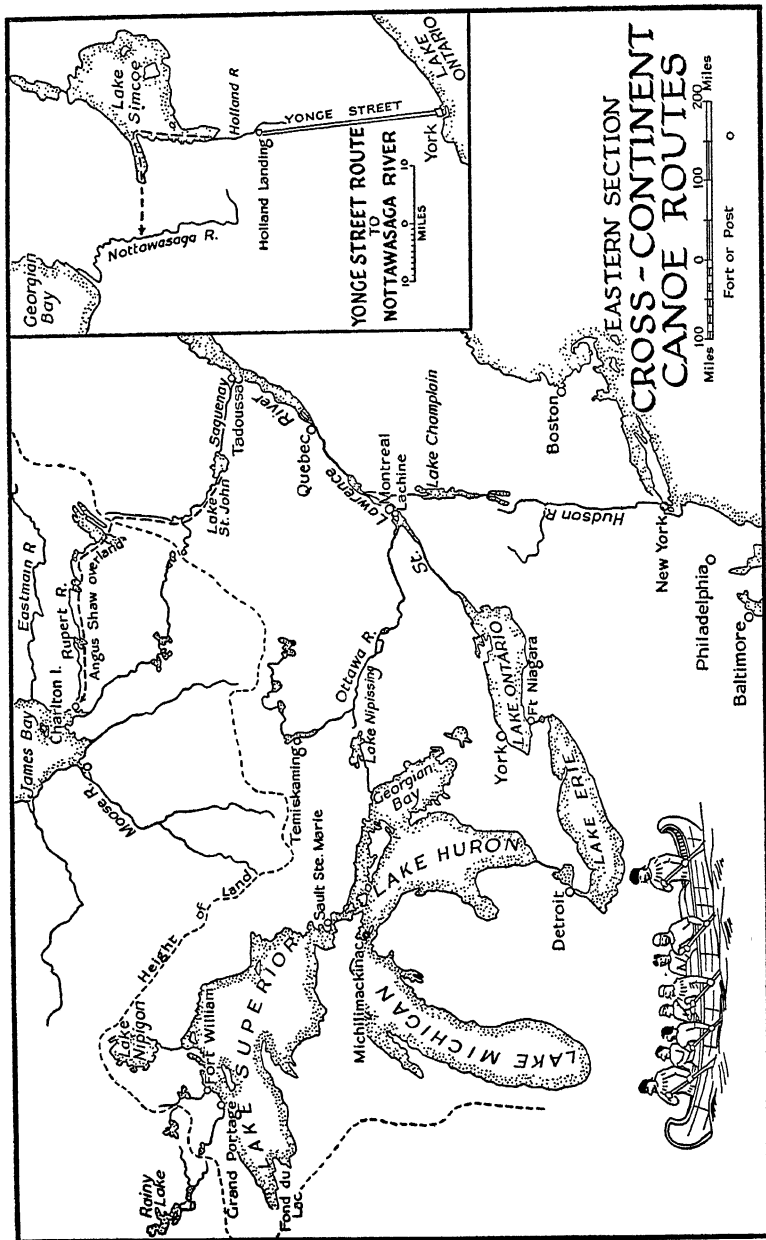 EASTERN SECTION
CROSS-CONTINENT
CANOE ROUTES
100 0 100 200
Miles Miles
Fort or Post
YONGE STREET ROUTE
TO
NOTTAWASAGA RIVER
10 0 10
MILES
Georgian
Bay
Nottawasaga R.
Lake
Simcoe
Holland R
Holland Landing
YONGE STREET
York
LAKE
ONTARIO
James Bay
Charlton I.
Eastmain R
Rupert R.
Angus Shaw overland
Moose R.
Lake
St. John
Saguenay
Tadoussa
Quebec
St. Lawrence River
Montreal
Lachine
Lake Champlain
Hudson R
Boston
New York
Philadelphia
Baltimore
Ottawa R.
Temiskaming
Lake Nipissing
Georgian
Bay
York
LAKE ONTARIO
Ft Niagara
LAKE ERIE
Detroit
LAKE HURON
Sault Ste. Marie
Michilimackinac
LAKE MICHIGAN
LAKE SUPERIOR
Height of Land
Lake
Nipigon
Fort William
Grand Portage
Fond du
Lac
Rainy
Lake